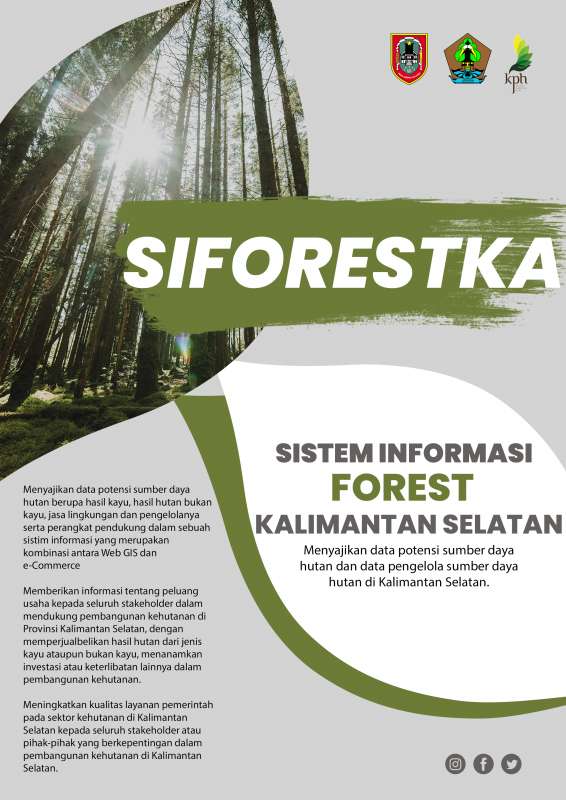 kph
SIFORESTKA
SISTEM INFORMASI
FOREST
KALIMANTAN SELATAN
Menyajikan data potensi sumber daya
hutan dan data pengelola sumber daya
hutan di Kalimantan Selatan.
Menyajikan data potensi sumber daya
hutan berupa hasil kayu, hasil hutan bukan
kayu, jasa lingkungan dan pengelolanya
serta perangkat pendukung dalam sebuah
sistim informasi yang merupakan
kombinasi antara Web GIS dan
e-Commerce
Memberikan informasi tentang peluang
usaha kepada seluruh stakeholder dalam
mendukung pembangunan kehutanan di
Provinsi Kalimantan Selatan, dengan
memperjualbelikan hasil hutan dari jenis
kayu ataupun bukan kayu, menanamkan
investasi atau keterlibatan lainnya dalam
pembangunan kehutanan.
Meningkatkan kualitas layanan pemerintah
pada sektor kehutanan di Kalimantan
Selatan kepada seluruh stakeholder atau
pihak-pihak yang berkepentingan dalam
pembangunan kehutanan di Kalimantan
Selatan.